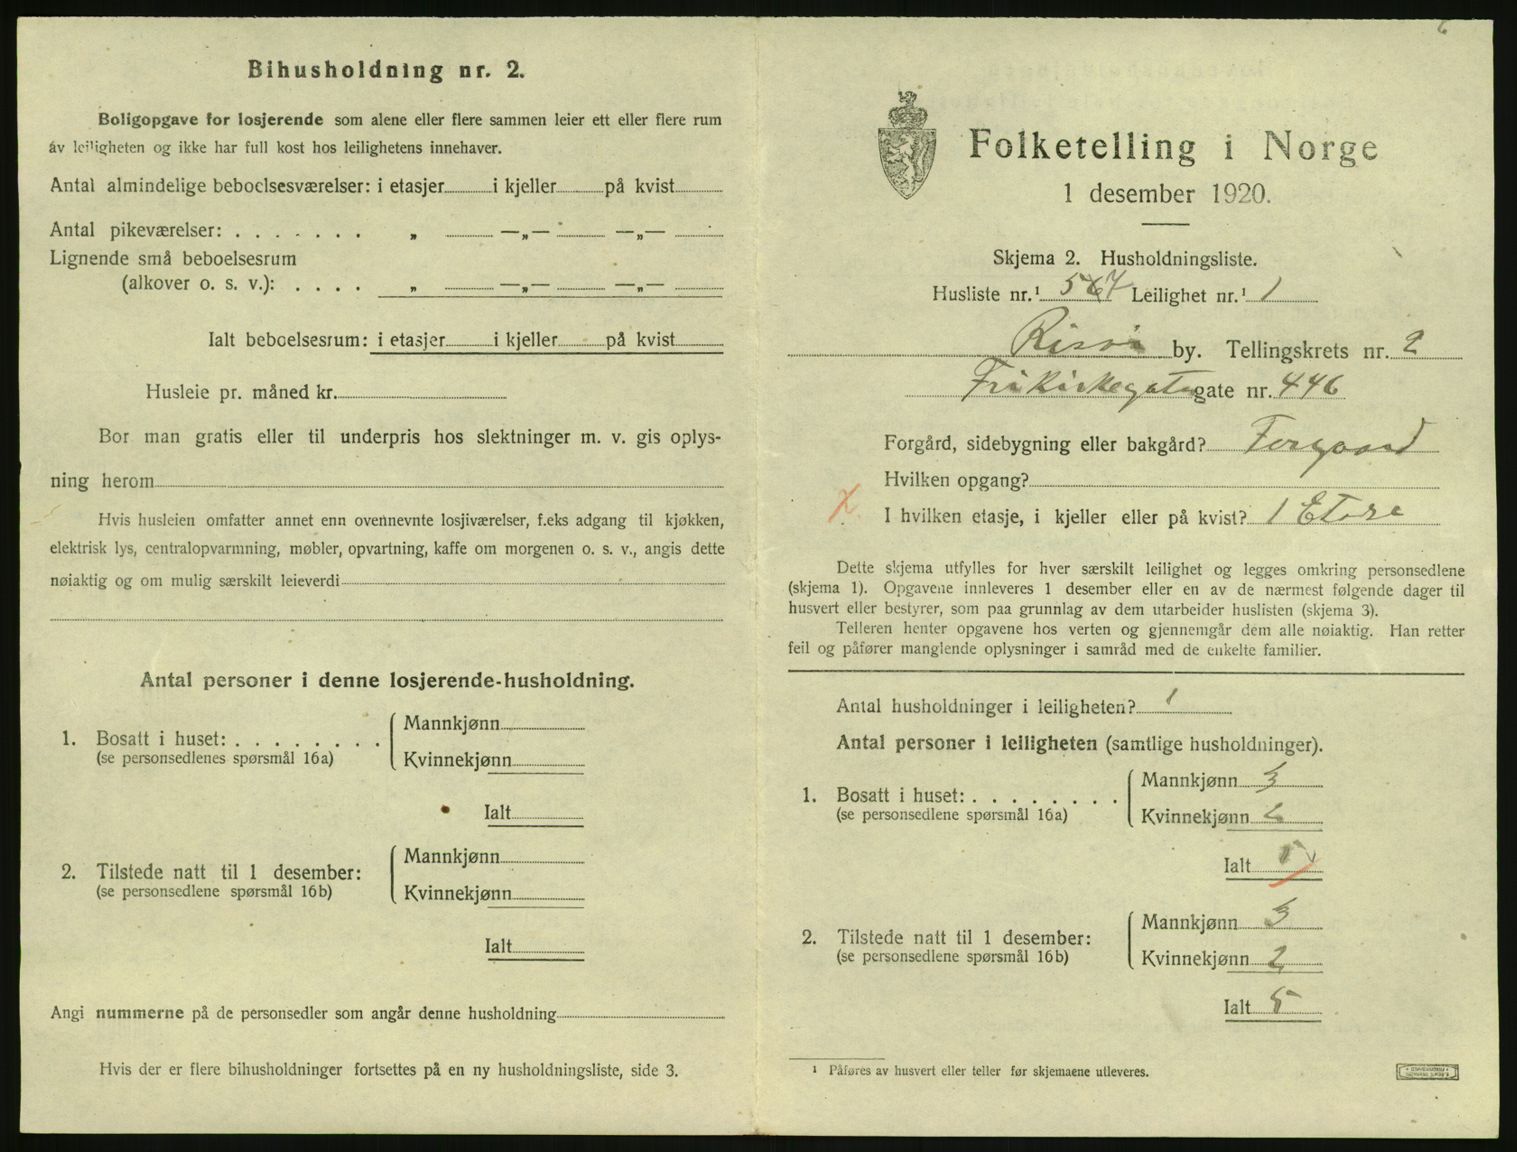 Bihusholdning nr. 2.
Boligopgave for losjerende som alene eller flere sammen leier ett eller flere rum
av leiligheten og ikke har full kost hos leilighetens innehaver.
Antal almindelige beboelsesværelser: i etasjer i kjeller på kvist
Antal pikeværelser: . . . . . . . „ —„— —„—
Lignende små beboelsesrum
(alkover o. s. v.): . . . . „ —„— —„—
Ialt beboelsesrum: i etasjer i kjeller på kvist
Husleie pr. måned kr.
Bor man gratis eller til underpris hos slektninger m. v. gis oplys-
ning herom
Hvis husleien omfatter annet enn ovennevnte losjiværelser, f.eks adgang til kjøkken,
elektrisk lys, centralopvarmning, møbler, opvartning, kaffe om morgenen o. s. v., angis dette
nøiaktig og om mulig særskilt leieverdi
Antal personer i denne losjerende-husholdning.
1. Bosatt i huset: . . . . . . . .
(se personsedlenes spørsmål 16a)
Mannkjønn
Kvinnekjønn
Ialt
2. Tilstede natt til 1 desember:
(se personsedlene spørsmål 16b)
Mannkjønn
Kvinnekjønn
Ialt
Angi nummerne på de personsedler som angår denne husholdning
Hvis der er flere bihusholdninger fortsettes på en ny husholdningsliste, side 3.
Folketelling i Norge
1 desember 1920.
Skjema 2. Husholdningsliste.
Husliste nr.¹ 567 Leilighet nr.¹ 1
Risør by. Tellingskrets nr. 2
Frikirkegata gate nr. 446
Forgård, sidebygning eller bakgård? Forgaard
Hvilken opgang?
I hvilken etasje, i kjeller eller på kvist? 1 Etase
Dette skjema utfylles for hver særskilt leilighet og legges omkring personsedlene
(skjema 1). Opgavene innleveres 1 desember eller en av de nærmest følgende dager til
husvert eller bestyrer, som paa grunnlag av dem utarbeider huslisten (skjema 3).
Telleren henter opgavene hos verten og gjennemgår dem alle nøiaktig. Han retter
feil og påfører manglende oplysninger i samråd med de enkelte familier.
Antal husholdninger i leiligheten? 1
Antal personer i leiligheten (samtlige husholdninger).
1. Bosatt i huset: . . . . . . . .
(se personsedlene spørsmål 16a)
Mannkjønn 3
Kvinnekjønn 2
Ialt 5
2. Tilstede natt til 1 desember:
(se personsedlene spørsmål 16b)
Mannkjønn 3
Kvinnekjønn 2
Ialt 5
¹ Påføres av husvert eller teller før skjemaene utleveres.